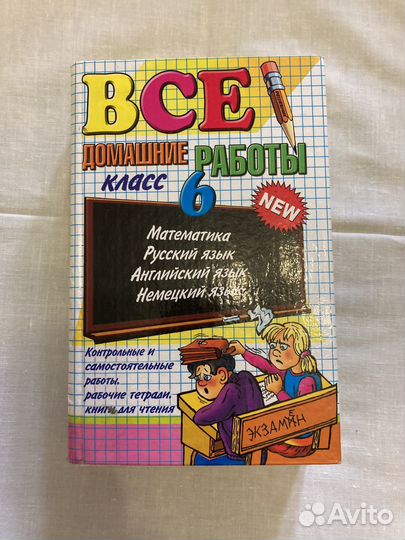 ВСЕ
ДОМАШНИЕ РАБОТЫ
КЛАСС 6
NEW
Математика
Русский язык
Английский язык
Немецкий язык
Контрольные и
самостоятельные
работы,
рабочие тетради,
книги для чтения
ЭКЗАМЕН
Avito